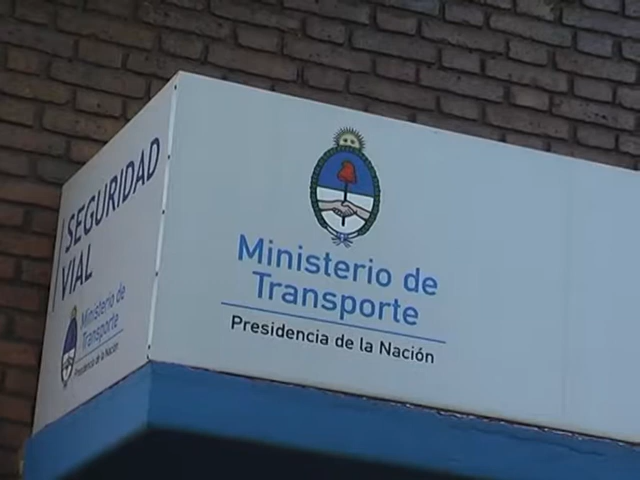 SEGURIDAD
VIAL
Ministerio de
Transporte
Presidencia de la Nación
Ministerio de
Transporte
Presidencia de la Nación